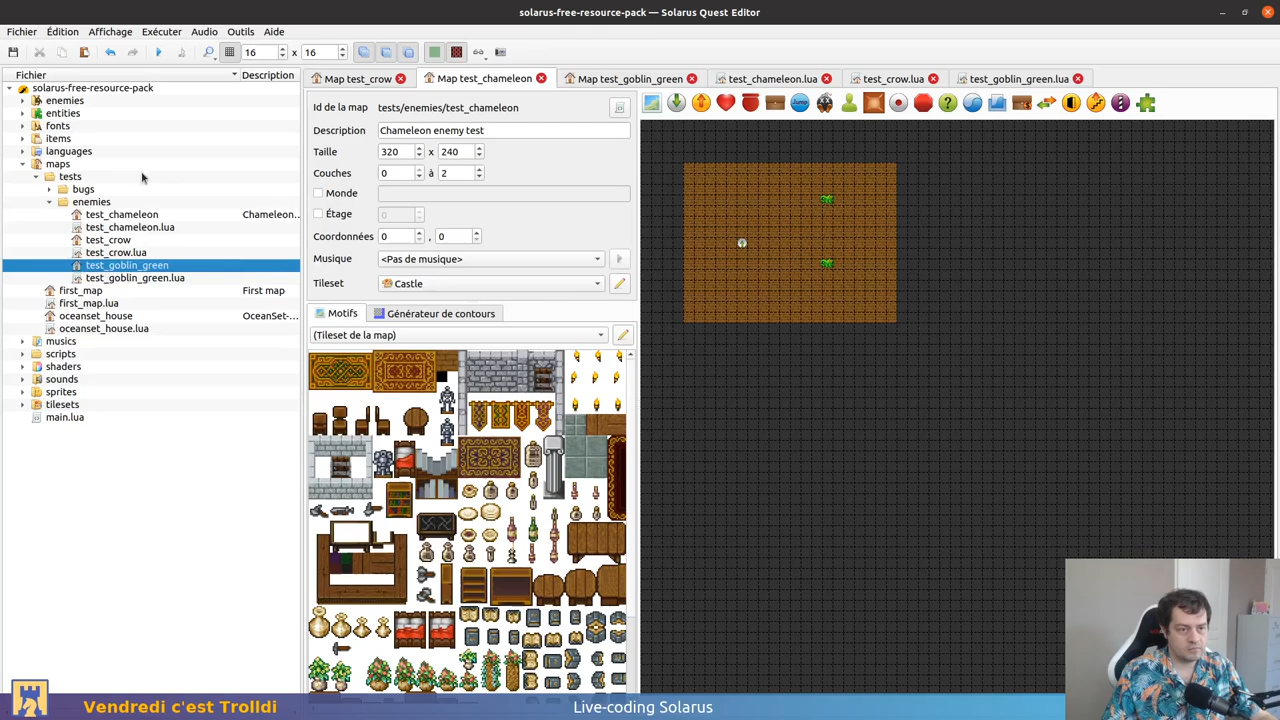 solarus-free-resource-pack — Solarus Quest Editor
Fichier Édition Affichage Exécuter Audio Outils Aide
16 x 16
Fichier Description
solarus-free-resource-pack
enemies
entities
fonts
items
languages
maps
tests
bugs
enemies
test_chameleon Chameleon...
test_chameleon.lua
test_crow
test_crow.lua
test_goblin_green
test_goblin_green.lua
first_map First map
first_map.lua
oceanset_house OceanSet-...
oceanset_house.lua
musics
scripts
shaders
sounds
sprites
tilesets
main.lua
Map test_crow Map test_chameleon Map test_goblin_green test_chameleon.lua test_crow.lua test_goblin_green.lua
Id de la map tests/enemies/test_chameleon
Description Chameleon enemy test
Taille 320 x 240
Couches 0 à 2
Monde
Étage 0
Coordonnées 0 , 0
Musique <Pas de musique>
Tileset Castle
Motifs Générateur de contours
(Tileset de la map)
Jump
Vendredi c'est Trolldi Live-coding Solarus